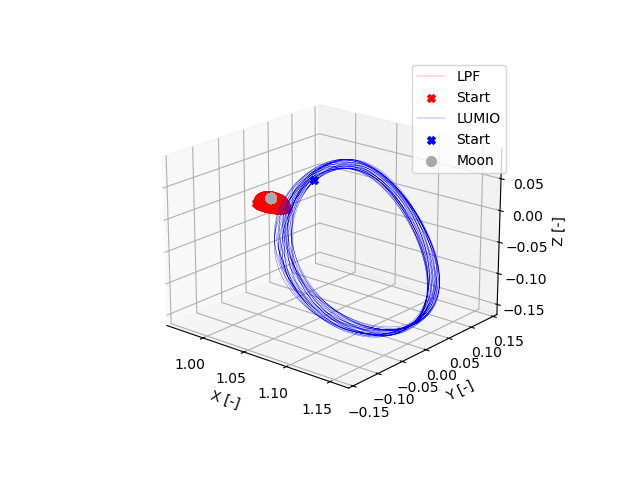 LPF
Start
LUMIO
Start
Moon
0.05
0.00
−0.05
−0.10
−0.15
Z [-]
1.00
1.05
1.10
1.15
X [-]
−0.15
−0.10
−0.05
0.00
0.05
0.10
0.15
Y [-]